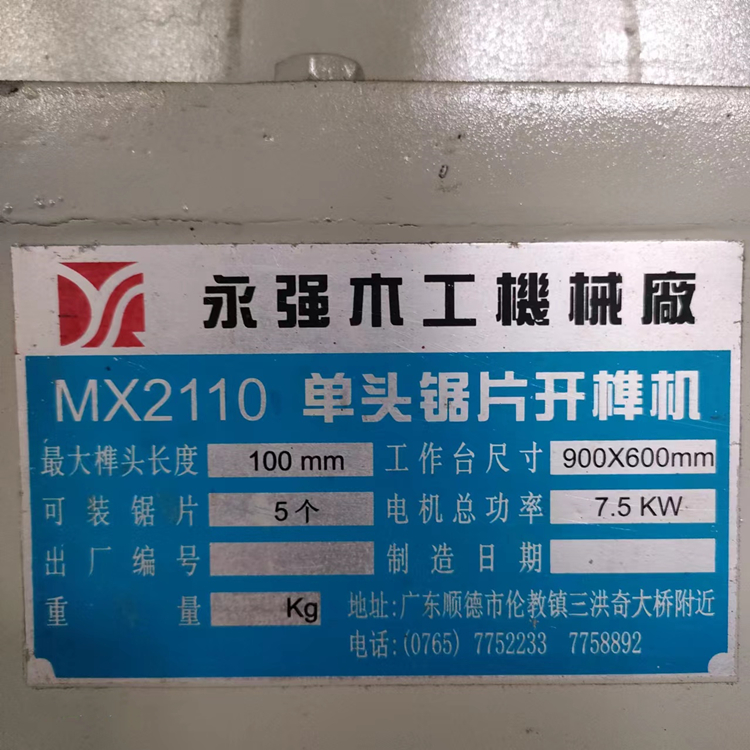 永强木工機械廠
MX2110 单头锯片开榫机
最大榫头长度 100 mm 工作台尺寸 900X600mm
可装锯片 5个 电机总功率 7.5 KW
出厂编号 制造日期
重量 Kg 地址:广东顺德市伦教镇三洪奇大桥附近
电话:(0765) 7752233 7758892